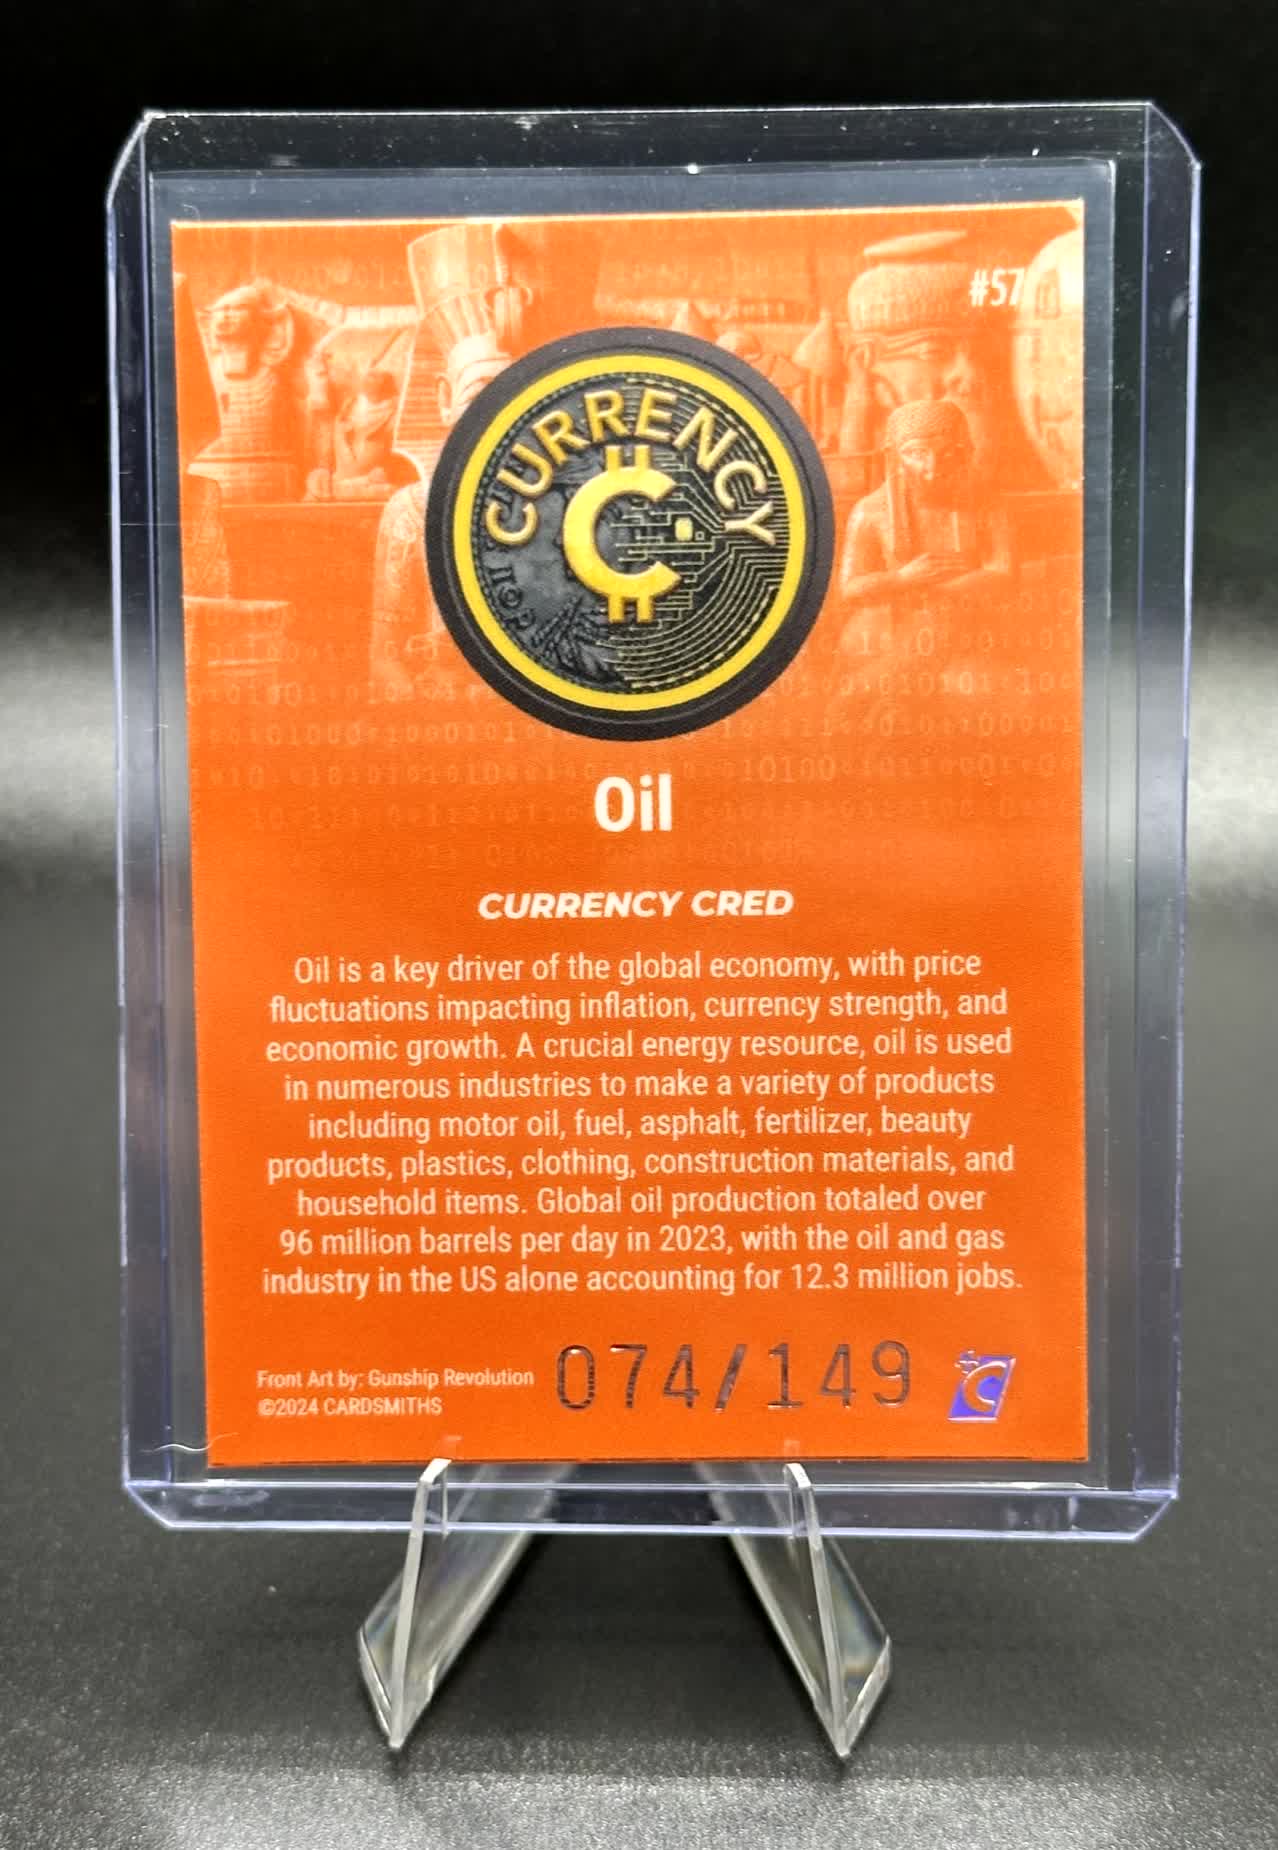 #57
CURRENCY
Oil
CURRENCY CRED
Oil is a key driver of the global economy, with price
fluctuations impacting inflation, currency strength, and
economic growth. A crucial energy resource, oil is used
in numerous industries to make a variety of products
including motor oil, fuel, asphalt, fertilizer, beauty
products, plastics, clothing, construction materials, and
household items. Global oil production totaled over
96 million barrels per day in 2023, with the oil and gas
industry in the US alone accounting for 12.3 million jobs.
Front Art by: Gunship Revolution
©2024 CARDSMITHS
074/149